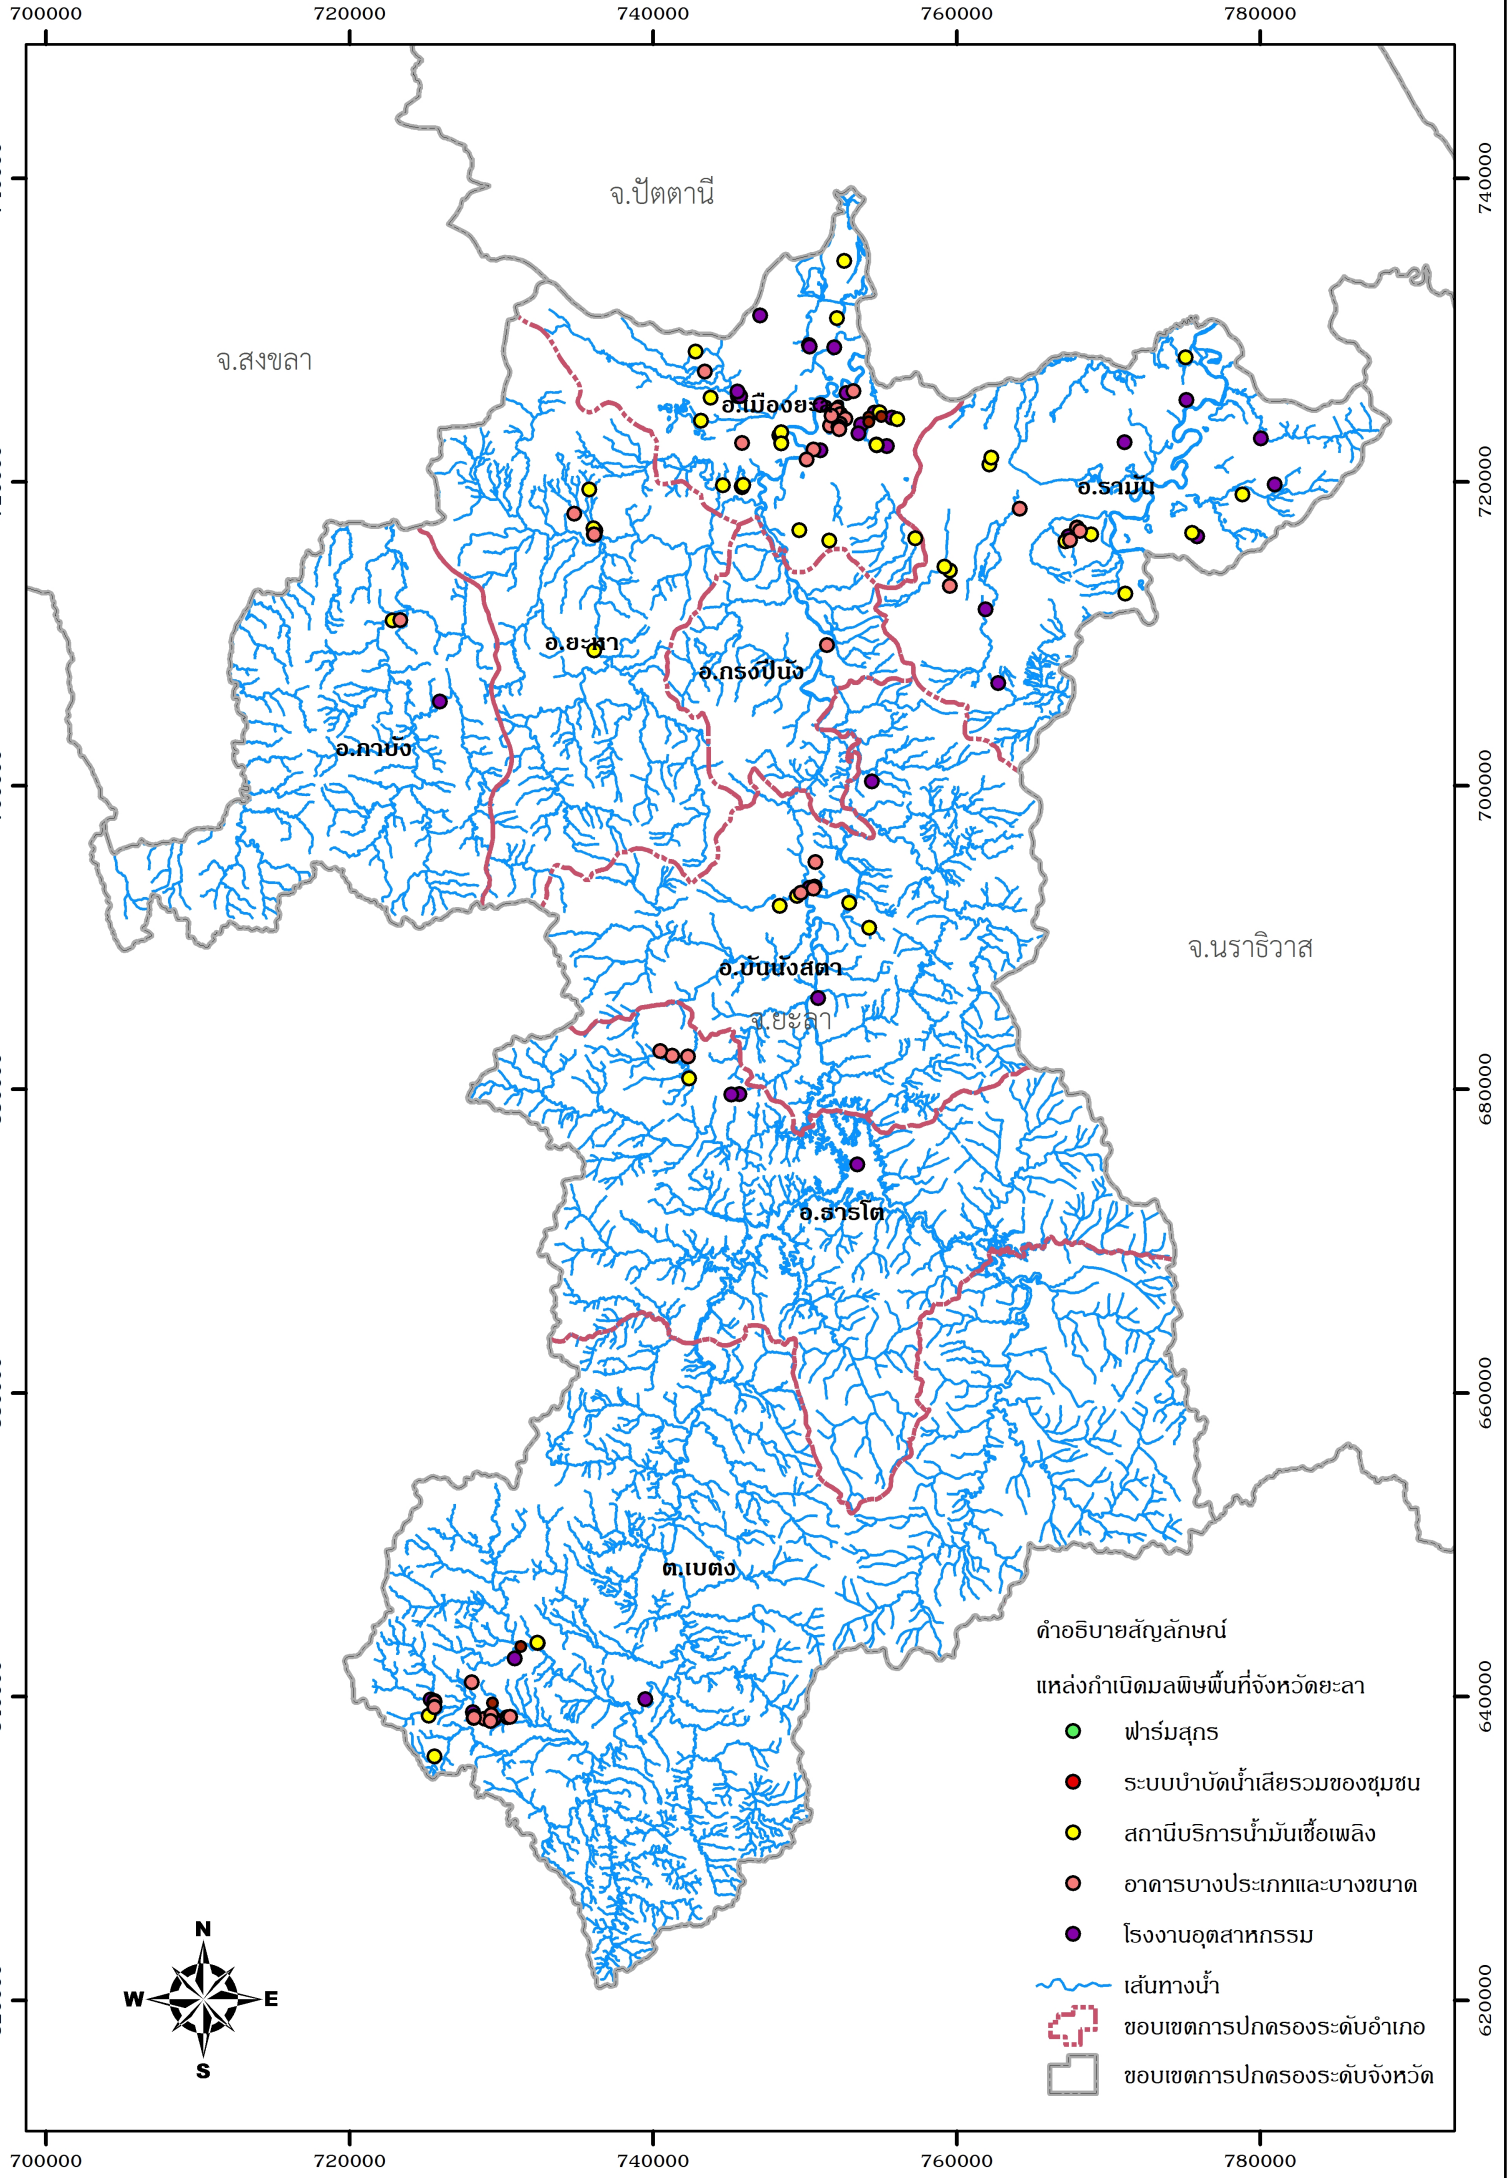 700000 720000 740000 760000 780000
740000
จ.ปัตตานี
จ.สงขลา
อ.เมืองยะลา
อ.รามัน
720000
อ.ยะหา
อ.กรงปินัง
อ.กาบัง
700000
จ.นราธิวาส
อ.บันนังสตา
จ.ยะลา
680000
อ.ธารโต
660000
ต.เบตง
คำอธิบายสัญลักษณ์
แหล่งกำเนิดมลพิษพื้นที่จังหวัดยะลา
640000
ฟาร์มสุกร
ระบบบำบัดน้ำเสียรวมของชุมชน
สถานีบริการน้ำมันเชื้อเพลิง
อาคารบางประเภทและบางขนาด
โรงงานอุตสาหกรรม
เส้นทางน้ำ
620000
ขอบเขตการปกครองระดับอำเภอ
ขอบเขตการปกครองระดับจังหวัด
N
W E
S
700000 720000 740000 760000 780000